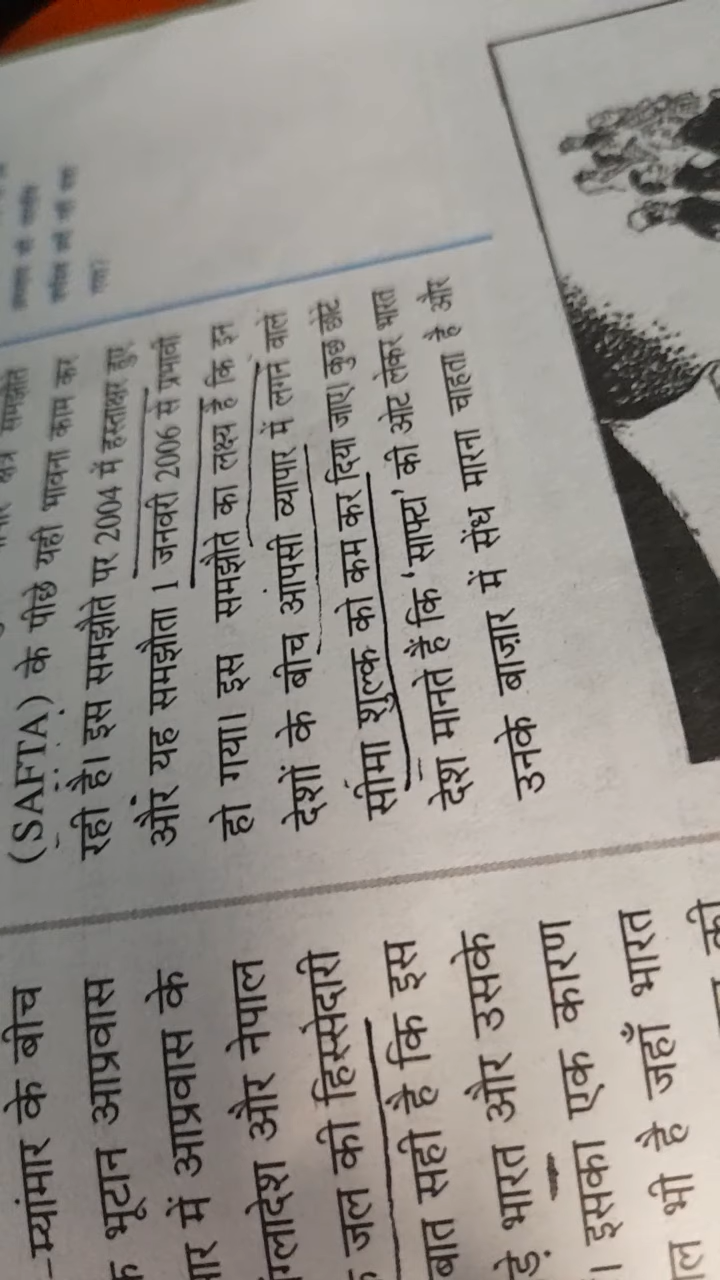 क्षेत्र समझौते
(SAFTA) के पीछे यही भावना काम कर
रही है। इस समझौते पर 2004 में हस्ताक्षर हुए
और यह समझौता 1 जनवरी 2006 से प्रभावी
हो गया। इस समझौते का लक्ष्य है कि इन
देशों के बीच आपसी व्यापार में लगने वाले
सीमा शुल्क को कम कर दिया जाए। कुछ छोटे
देश मानते हैं कि 'साफ्टा' की ओट लेकर भारत
उनके बाज़ार में सेंध मारना चाहता है और
-म्यांमार के बीच
भूटान आप्रवास
में आप्रवास के
और नेपाल
जल की हिस्सेदारी
बात सही है कि इस
भारत और उसके
। इसका एक कारण
भी है जहाँ भारत
की